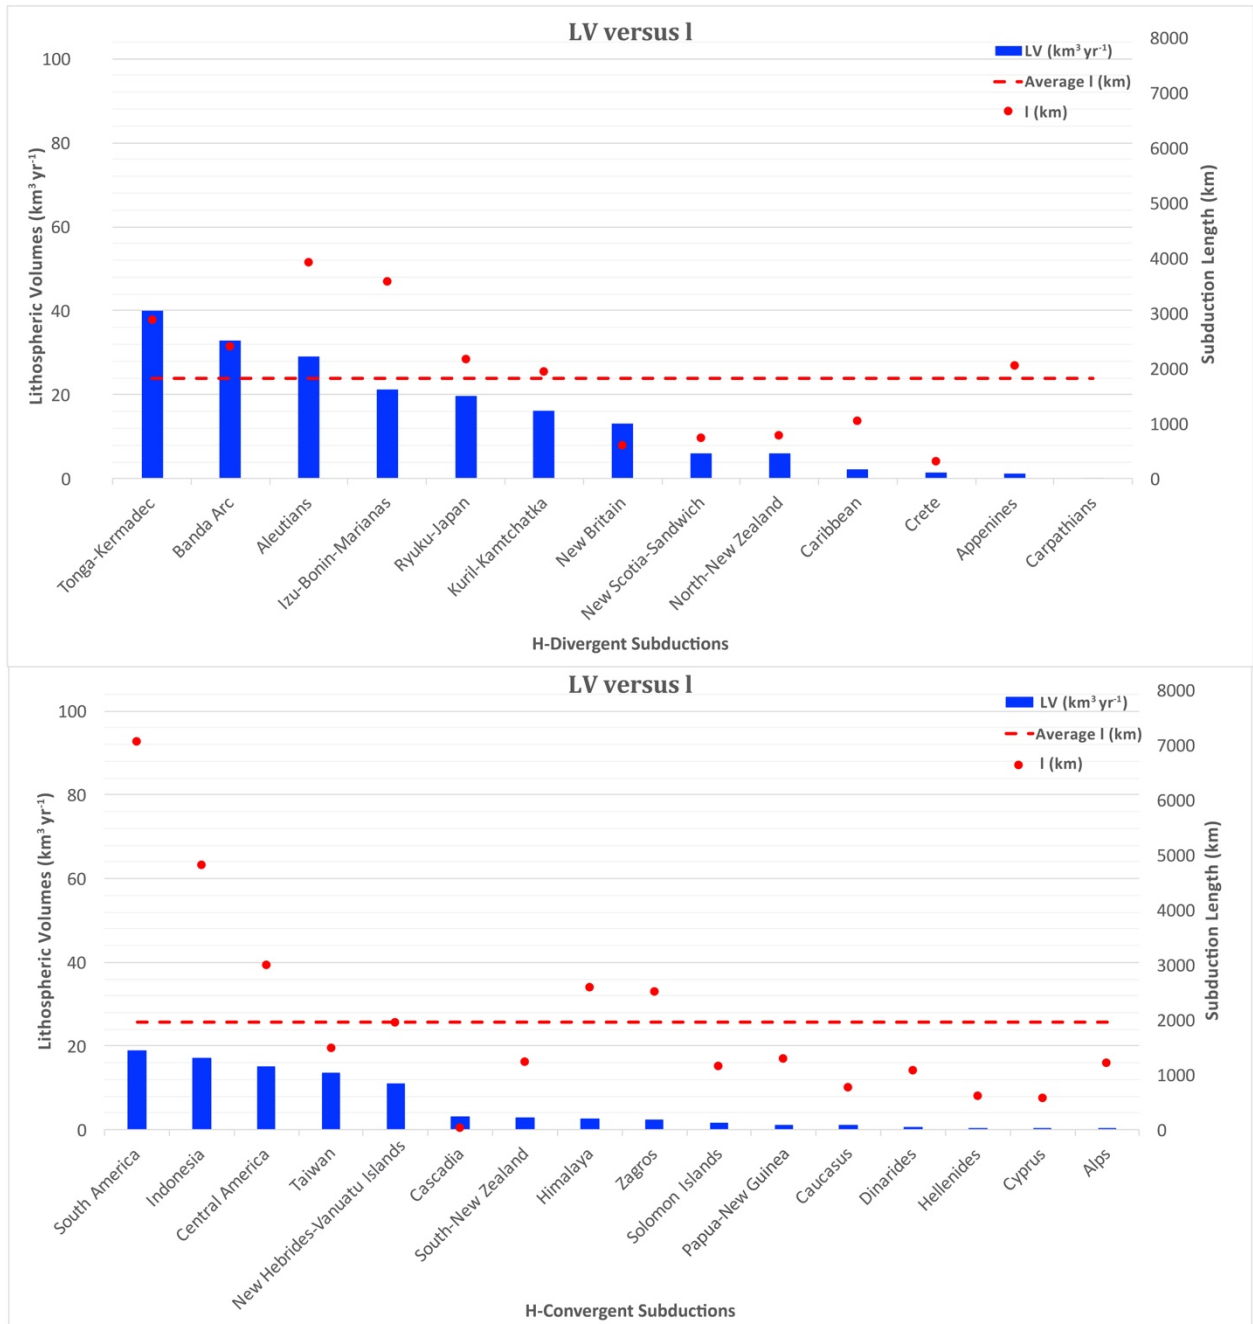 LV versus l
LV (km³ yr⁻¹)
Average l (km)
l (km)
Lithospheric Volumes (km³ yr⁻¹)
100
80
60
40
20
0
8000
7000
6000
5000
4000
3000
2000
1000
0
Subduction Length (km)
Tonga-Kermadec
Banda Arc
Aleutians
Izu-Bonin-Marianas
Ryuku-Japan
Kuril-Kamtchatka
New Britain
New Scotia-Sandwich
North-New Zealand
Caribbean
Crete
Appenines
Carpathians
H-Divergent Subductions
LV versus l
LV (km³ yr⁻¹)
Average l (km)
l (km)
Lithospheric Volumes (km³ yr⁻¹)
100
80
60
40
20
0
8000
7000
6000
5000
4000
3000
2000
1000
0
Subduction Length (km)
South America
Indonesia
Central America
Taiwan
New Hebrides-Vanuatu Islands
Cascadia
South-New Zealand
Himalaya
Zagros
Solomon Islands
Papua-New Guinea
Caucasus
Dinarides
Hellenides
Cyprus
Alps
H-Convergent Subductions